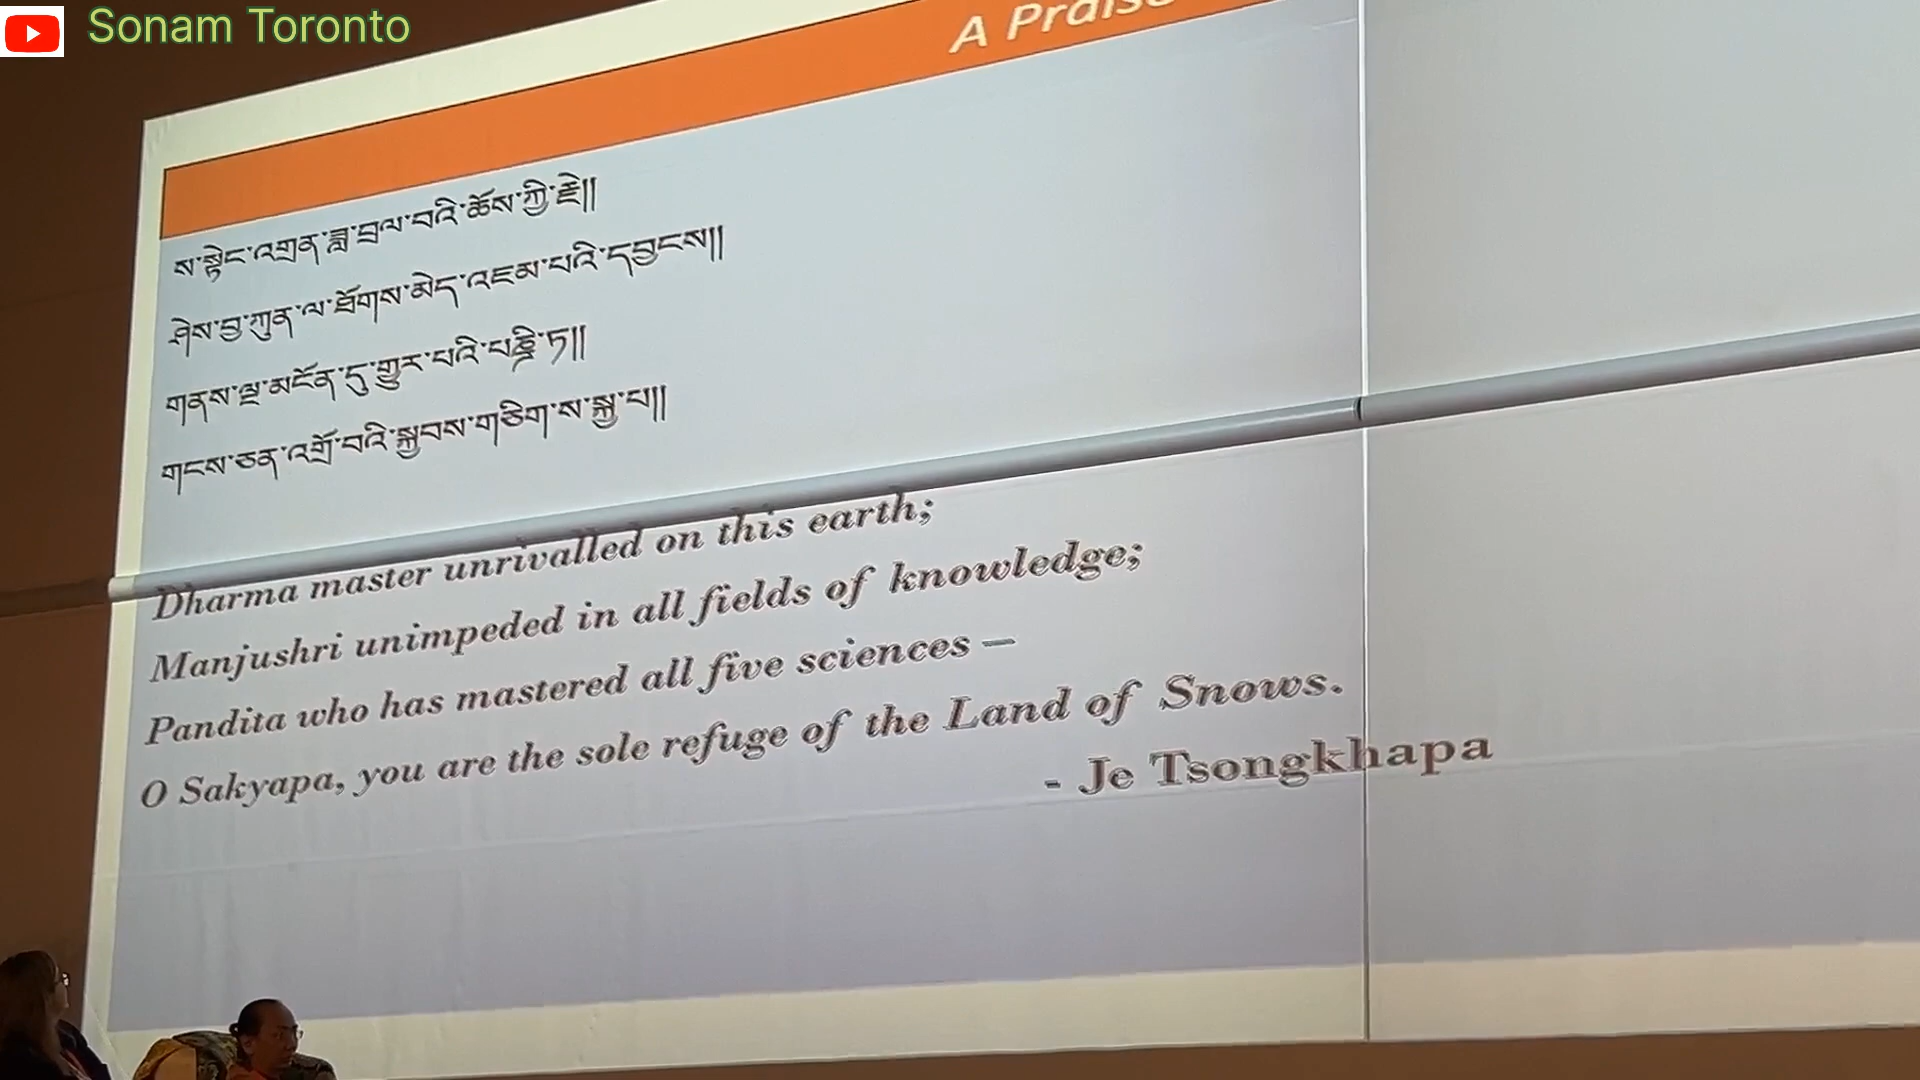 Sonam Toronto
A Praise
ས་སྟེང་འགྲན་ཟླ་བྲལ་བའི་ཆོས་ཀྱི་རྗེ།།
ཤེས་བྱ་ཀུན་ལ་ཐོགས་མེད་འཇམ་པའི་དབྱངས།།
གནས་ལྔ་མངོན་དུ་གྱུར་པའི་པཎྜི་ཏ།།
གངས་ཅན་འགྲོ་བའི་སྐྱབས་གཅིག་ས་སྐྱ་པ།།
Dharma master unrivalled on this earth;
Manjushri unimpeded in all fields of knowledge;
Pandita who has mastered all five sciences –
O Sakyapa, you are the sole refuge of the Land of Snows.
- Je Tsongkhapa